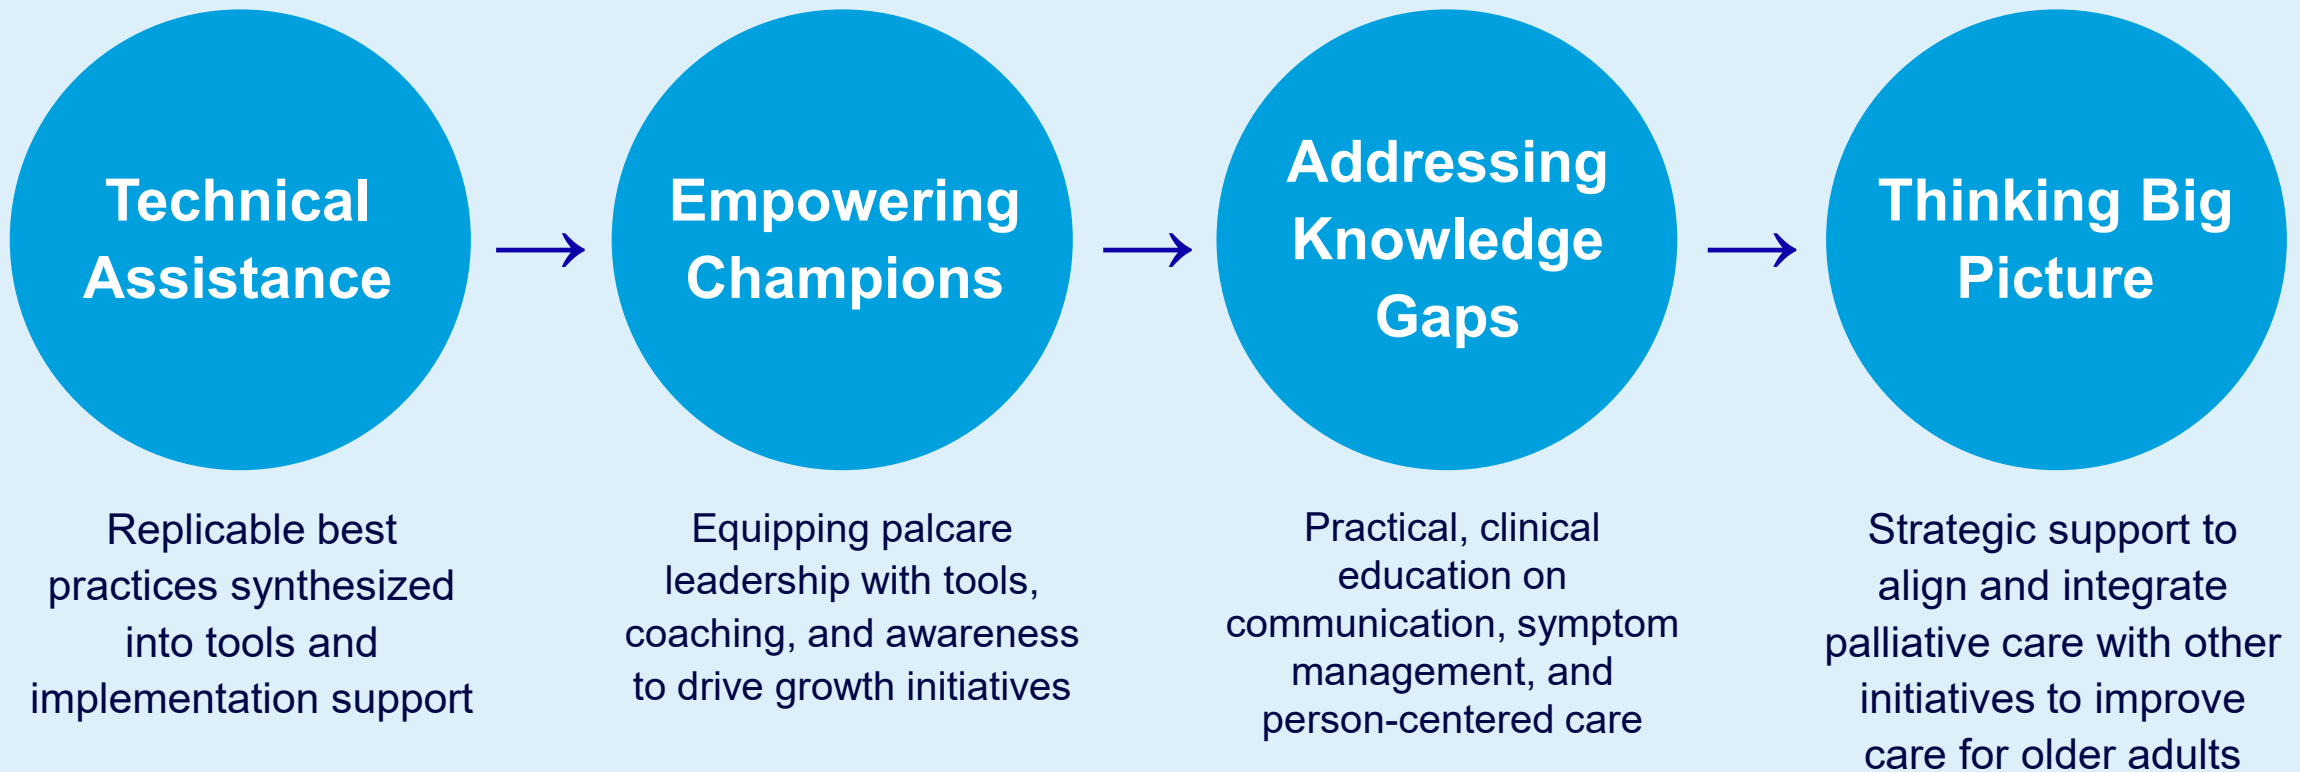 Technical
Assistance
→
Empowering
Champions
→
Addressing
Knowledge
Gaps
→
Thinking Big
Picture
Replicable best
practices synthesized
into tools and
implementation support
Equipping palcare
leadership with tools,
coaching, and awareness
to drive growth initiatives
Practical, clinical
education on
communication, symptom
management, and
person-centered care
Strategic support to
align and integrate
palliative care with other
initiatives to improve
care for older adults